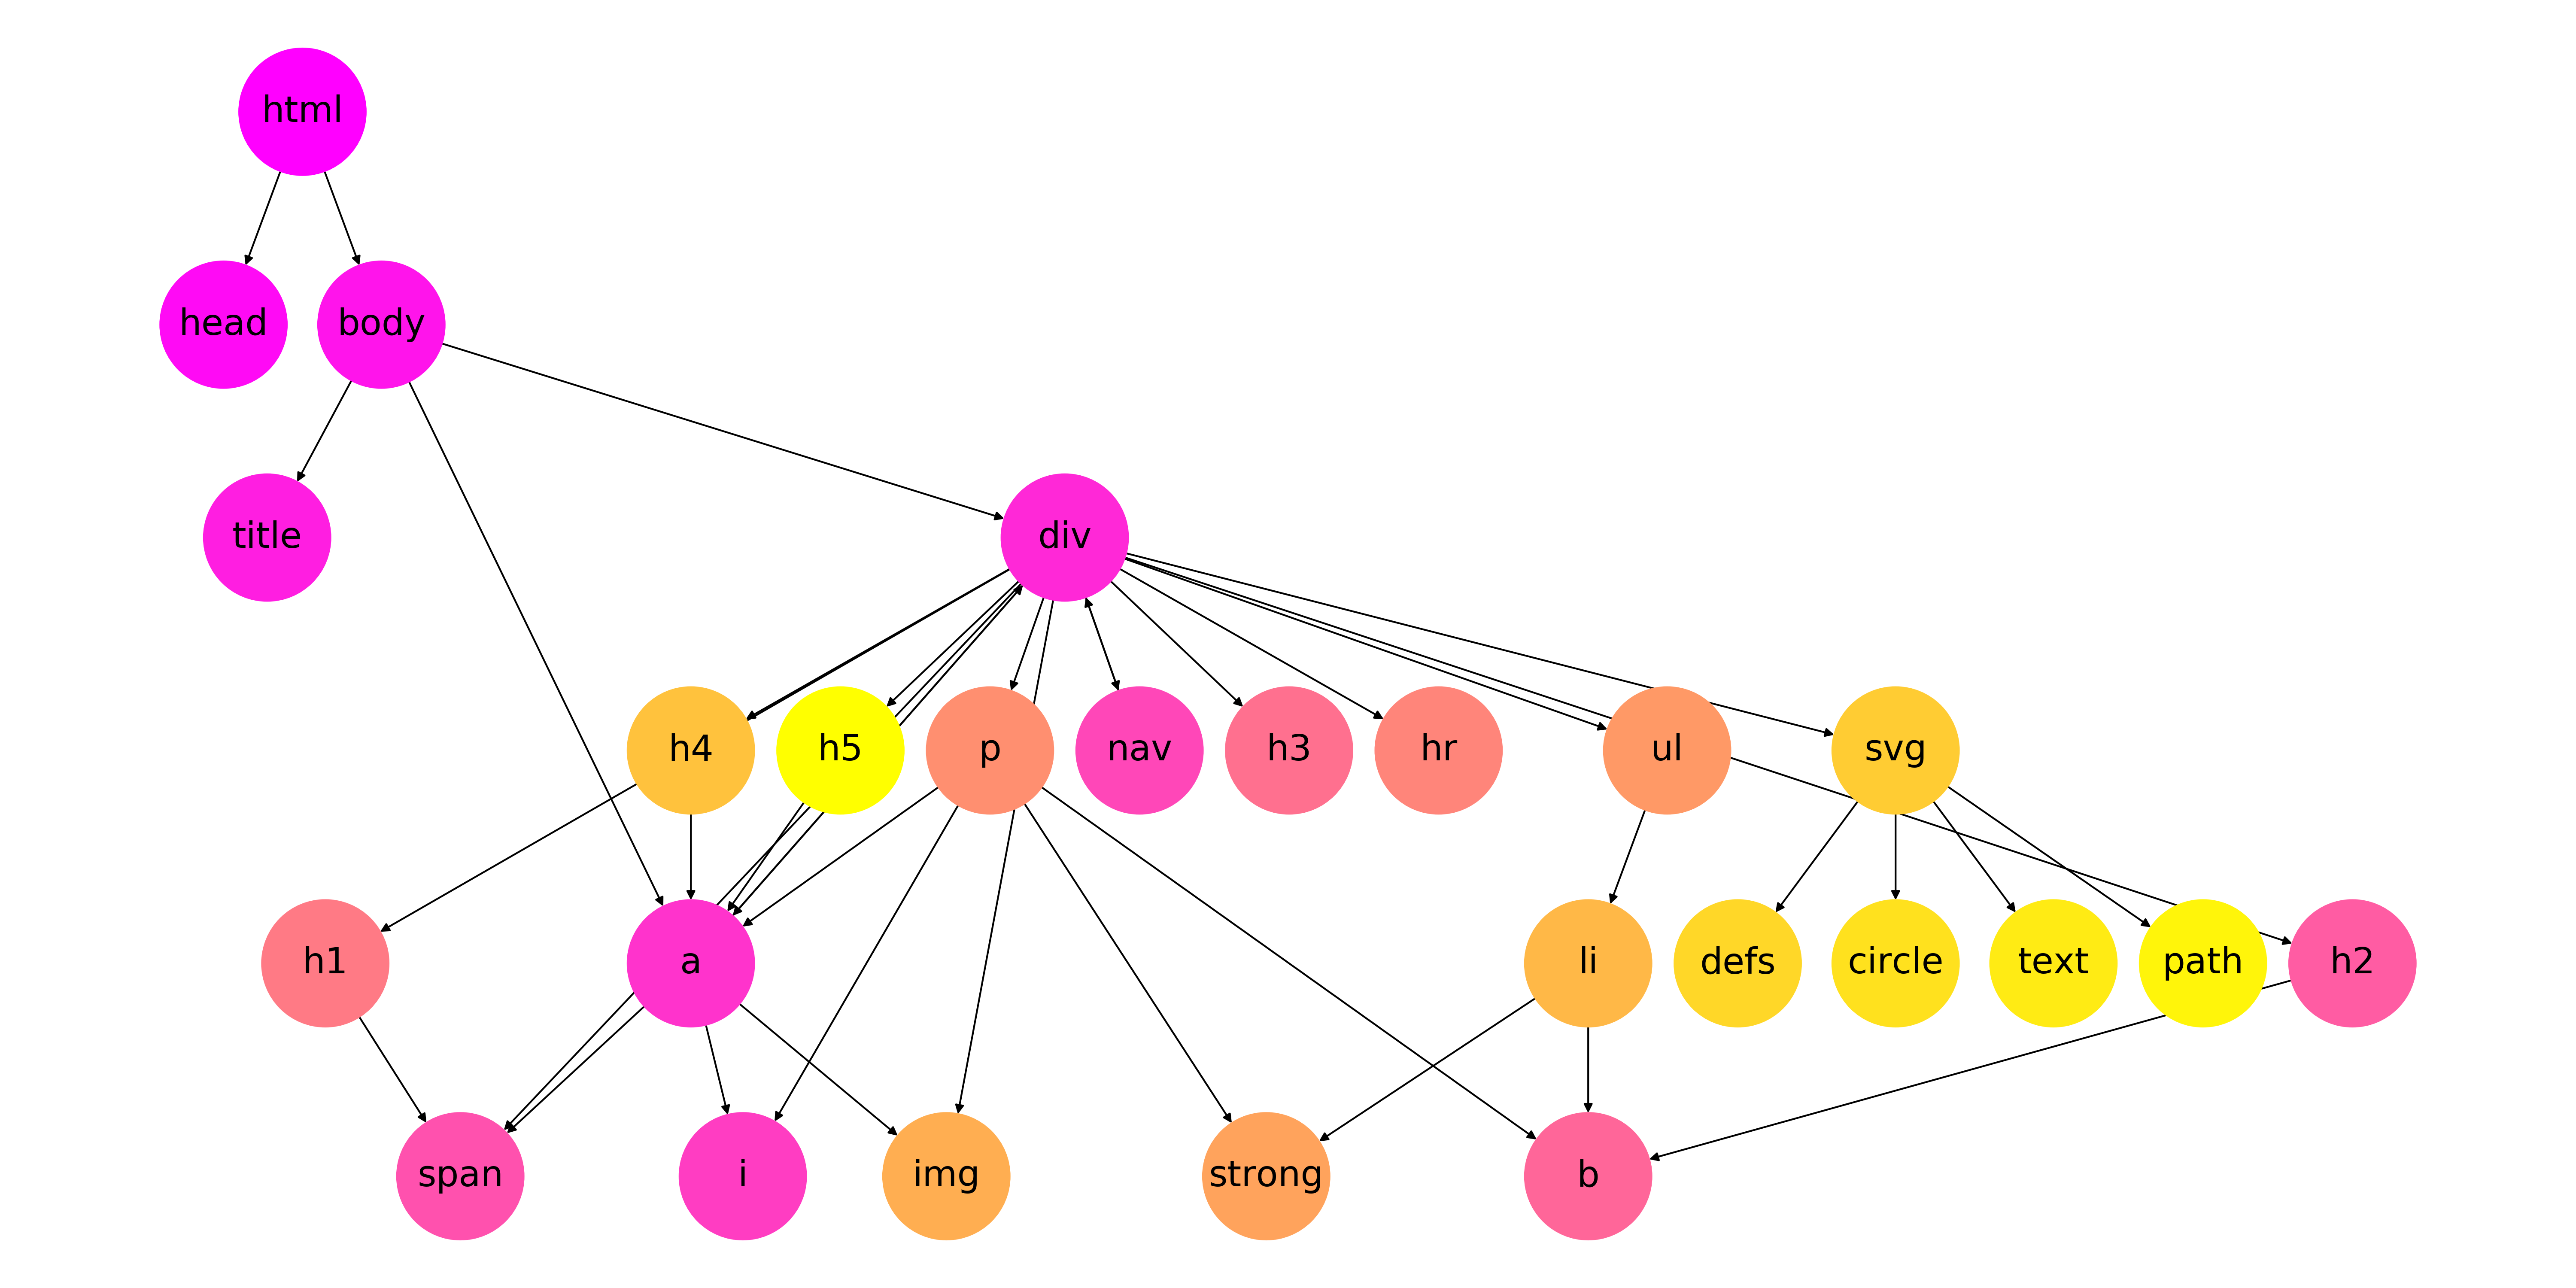 html
head
body
title
div
h4
h5
p
nav
h3
hr
ul
svg
h1
a
li
defs
circle
text
path
h2
span
i
img
strong
b